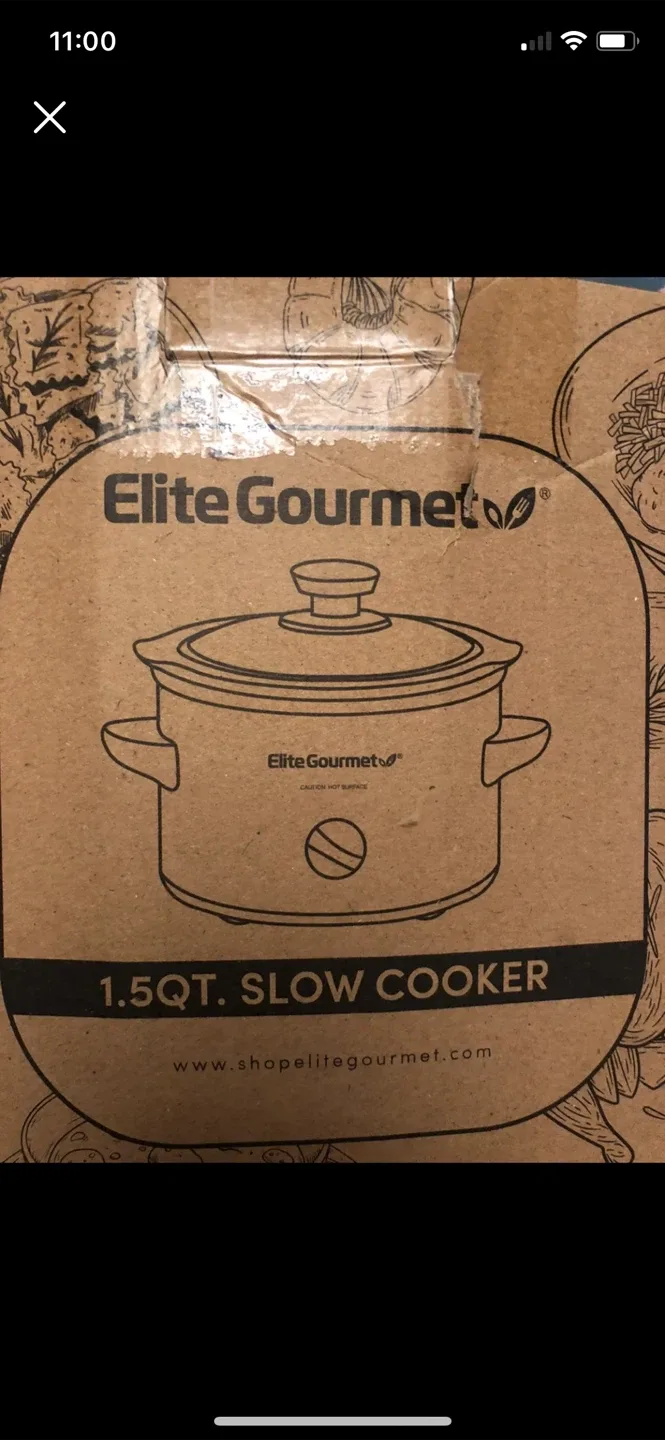 11:00
Elite Gourmet®
Elite Gourmet®
CAUTION: HOT SURFACE
1.5QT. SLOW COOKER
www.shopelitegourmet.com